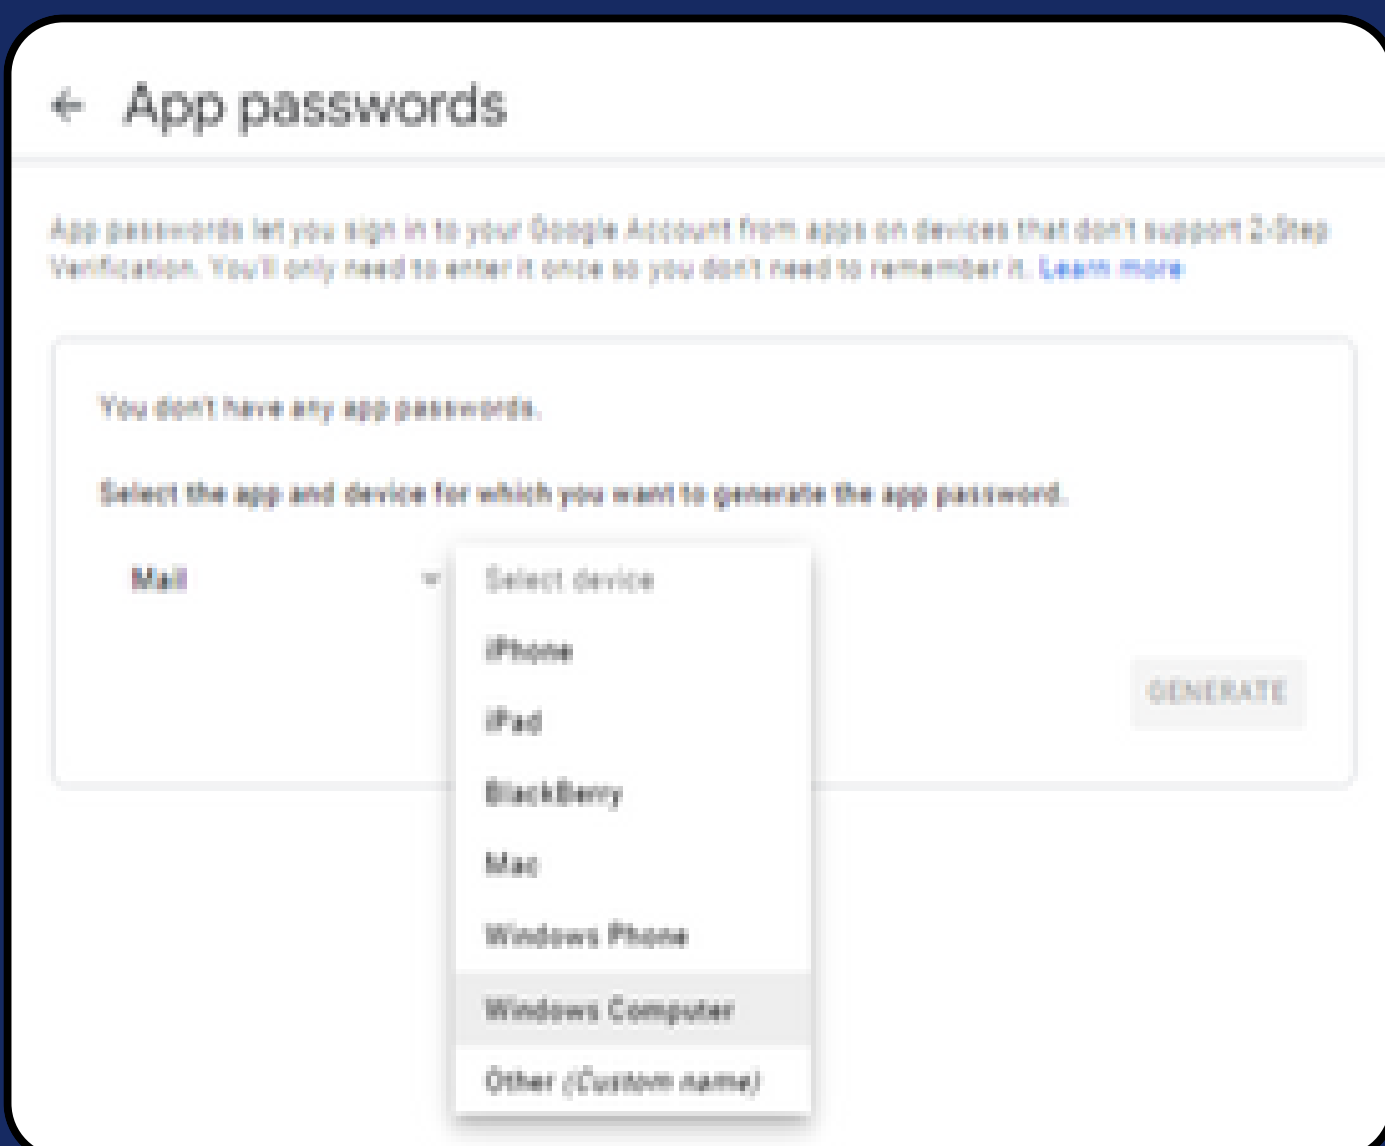 App passwords
App passwords let you sign in to your Google Account from apps on devices that don't support 2-Step
Verification. You'll only need to enter it once so you don't need to remember it. Learn more
You don't have any app passwords.
Select the app and device for which you want to generate the app password.
Mail
Select device
iPhone
iPad
GENERATE
BlackBerry
Mac
Windows Phone
Windows Computer
Other (Custom name)